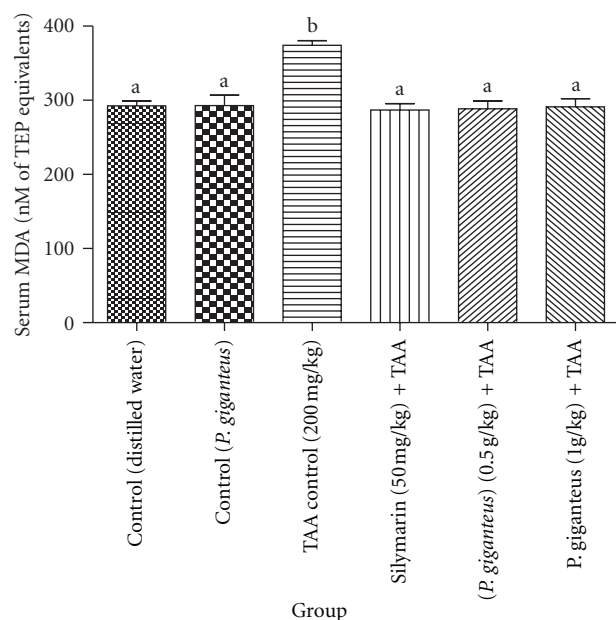 Serum MDA (nM of TEP equivalents)
400
300
200
100
0
a
a
b
a
a
a
Control (distilled water)
Control (P. giganteus)
TAA control (200 mg/kg)
Silymarin (50 mg/kg) + TAA
(P. giganteus) (0.5 g/kg) + TAA
P. giganteus (1g/kg) + TAA
Group